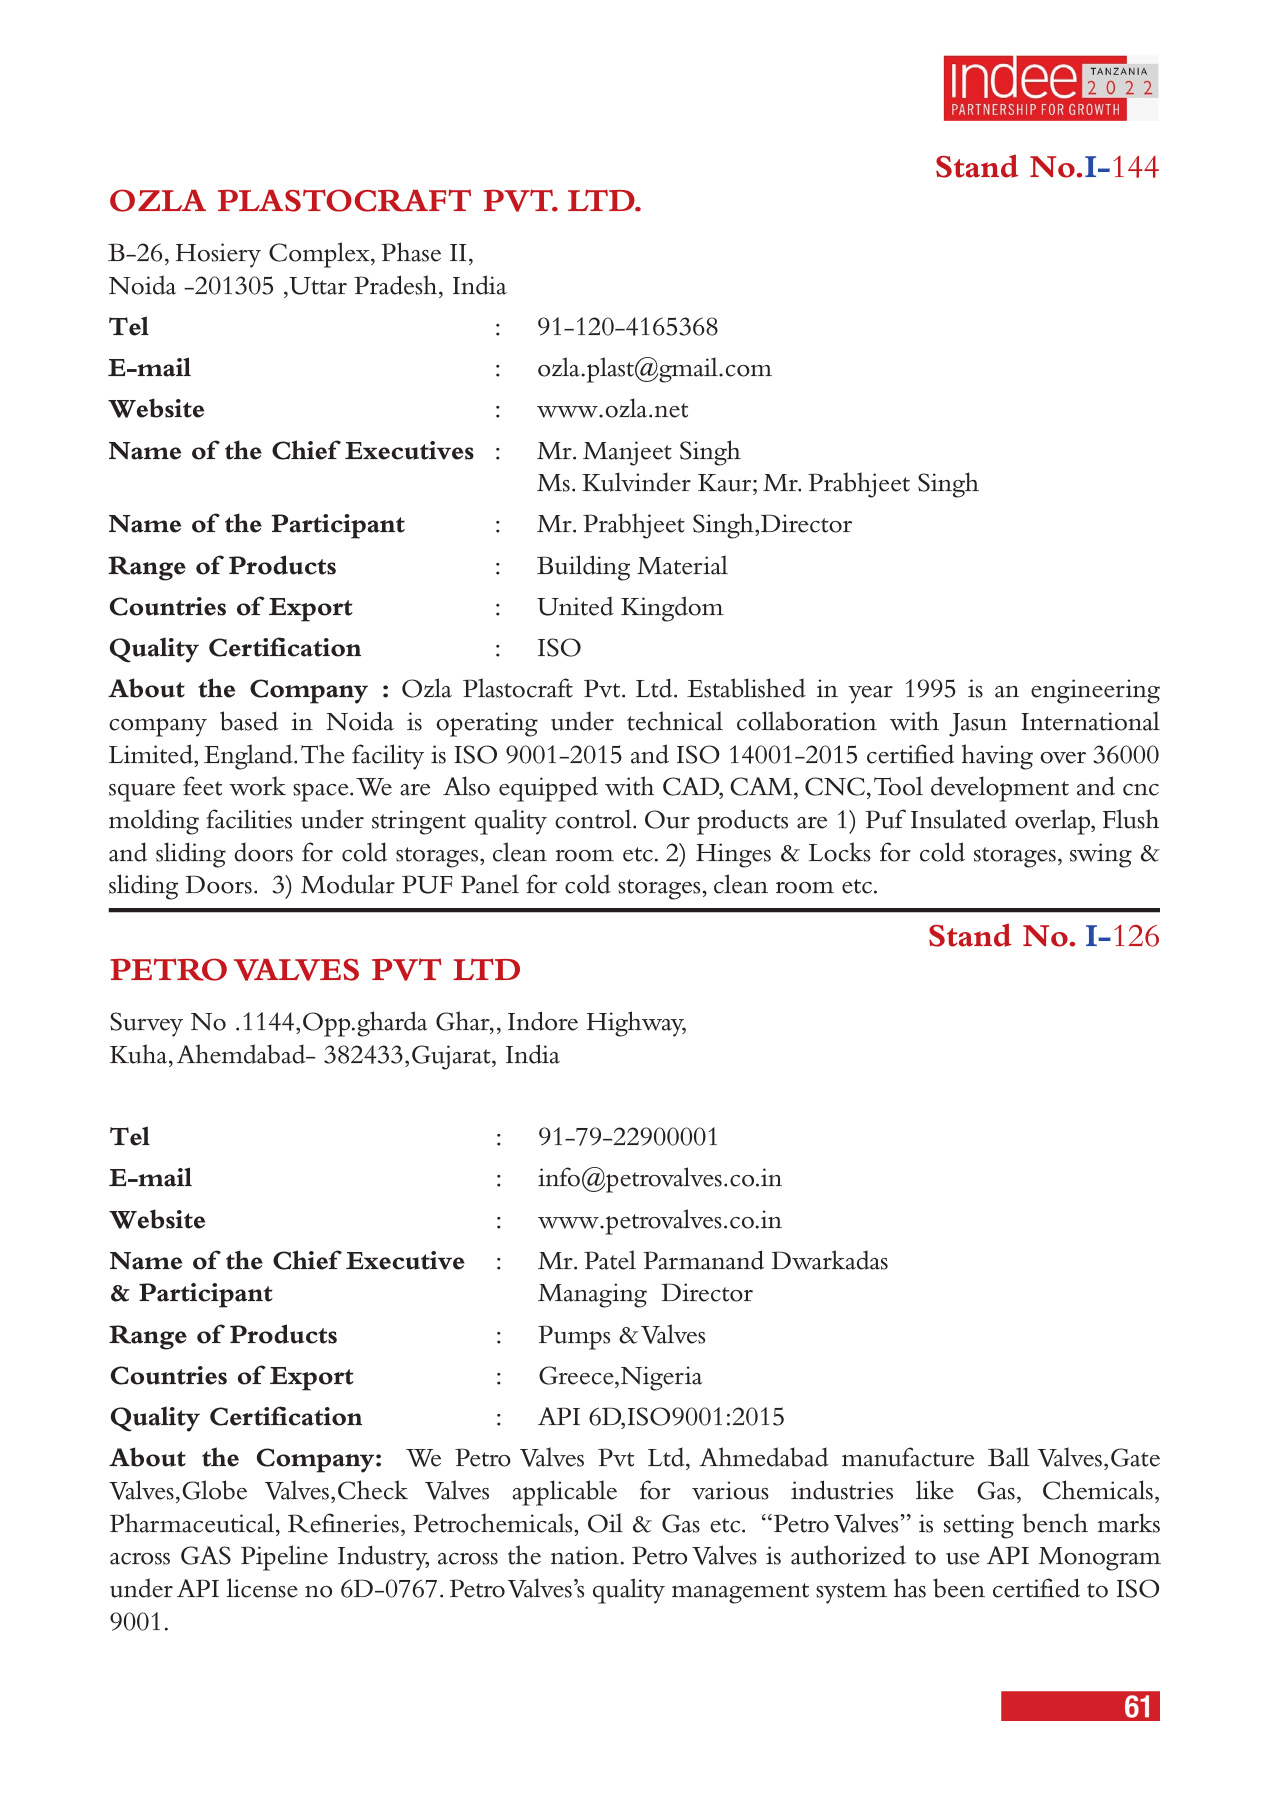 Indee TANZANIA
2022
PARTNERSHIP FOR GROWTH
Stand No.I-144
OZLA PLASTOCRAFT PVT. LTD.
B-26, Hosiery Complex, Phase II,
Noida -201305 ,Uttar Pradesh, India
Tel : 91-120-4165368
E-mail : ozla.plast@gmail.com
Website : www.ozla.net
Name of the Chief Executives : Mr. Manjeet Singh
Ms. Kulvinder Kaur; Mr. Prabhjeet Singh
Name of the Participant : Mr. Prabhjeet Singh,Director
Range of Products : Building Material
Countries of Export : United Kingdom
Quality Certification : ISO
About the Company : Ozla Plastocraft Pvt. Ltd. Established in year 1995 is an engineering
company based in Noida is operating under technical collaboration with Jasun International
Limited, England. The facility is ISO 9001-2015 and ISO 14001-2015 certified having over 36000
square feet work space. We are Also equipped with CAD, CAM, CNC, Tool development and cnc
molding facilities under stringent quality control. Our products are 1) Puf Insulated overlap, Flush
and sliding doors for cold storages, clean room etc. 2) Hinges & Locks for cold storages, swing &
sliding Doors. 3) Modular PUF Panel for cold storages, clean room etc.
Stand No. I-126
PETRO VALVES PVT LTD
Survey No .1144,Opp.gharda Ghar,, Indore Highway,
Kuha, Ahemdabad- 382433,Gujarat, India
Tel : 91-79-22900001
E-mail : info@petrovalves.co.in
Website : www.petrovalves.co.in
Name of the Chief Executive : Mr. Patel Parmanand Dwarkadas
& Participant Managing Director
Range of Products : Pumps & Valves
Countries of Export : Greece,Nigeria
Quality Certification : API 6D,ISO9001:2015
About the Company: We Petro Valves Pvt Ltd, Ahmedabad manufacture Ball Valves,Gate
Valves,Globe Valves,Check Valves applicable for various industries like Gas, Chemicals,
Pharmaceutical, Refineries, Petrochemicals, Oil & Gas etc. “Petro Valves” is setting bench marks
across GAS Pipeline Industry, across the nation. Petro Valves is authorized to use API Monogram
under API license no 6D-0767. Petro Valves’s quality management system has been certified to ISO
9001.
61